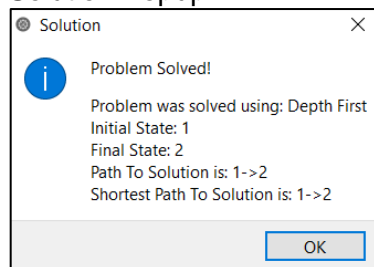 Solution
Problem Solved!
Problem was solved using: Depth First
Initial State: 1
Final State: 2
Path To Solution is: 1->2
Shortest Path To Solution is: 1->2
OK